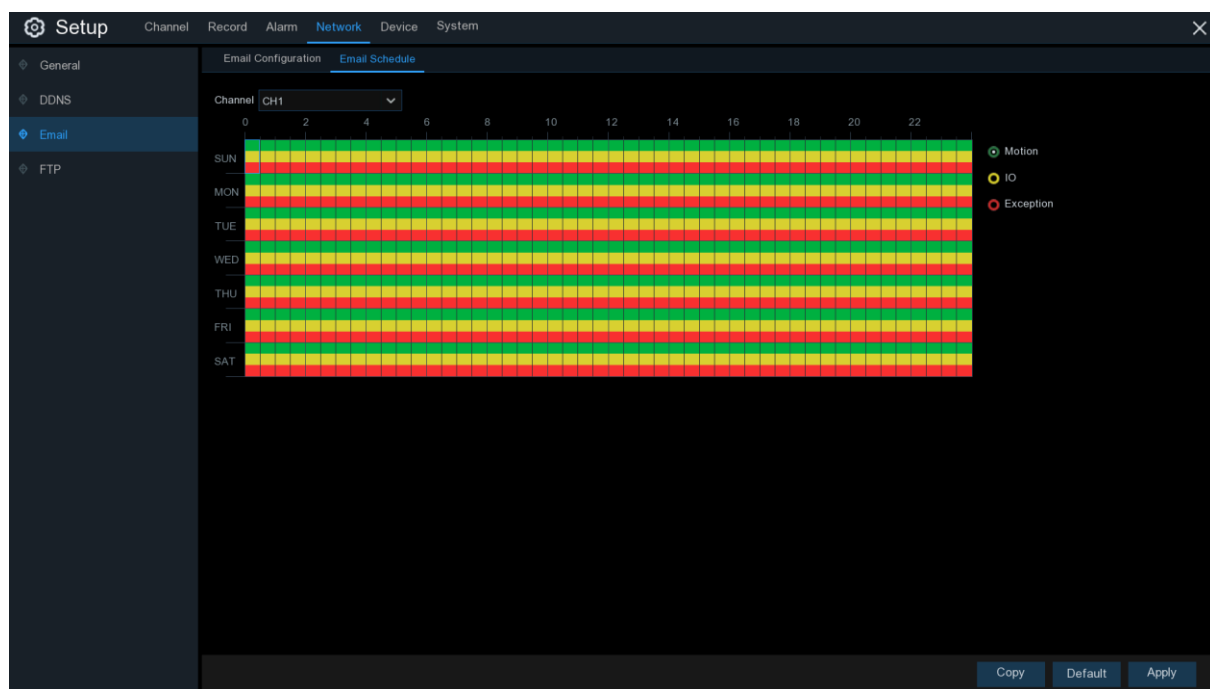 Setup Channel Record Alarm Network Device System
General
DDNS
Email
FTP
Email Configuration Email Schedule
Channel CH1
0 2 4 6 8 10 12 14 16 18 20 22
SUN
MON
TUE
WED
THU
FRI
SAT
Motion
IO
Exception
Copy Default Apply